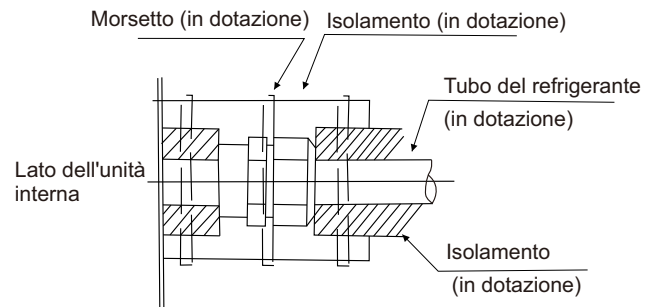 Morsetto (in dotazione)
Isolamento (in dotazione)
Tubo del refrigerante
(in dotazione)
Lato dell'unità
interna
Isolamento
(in dotazione)